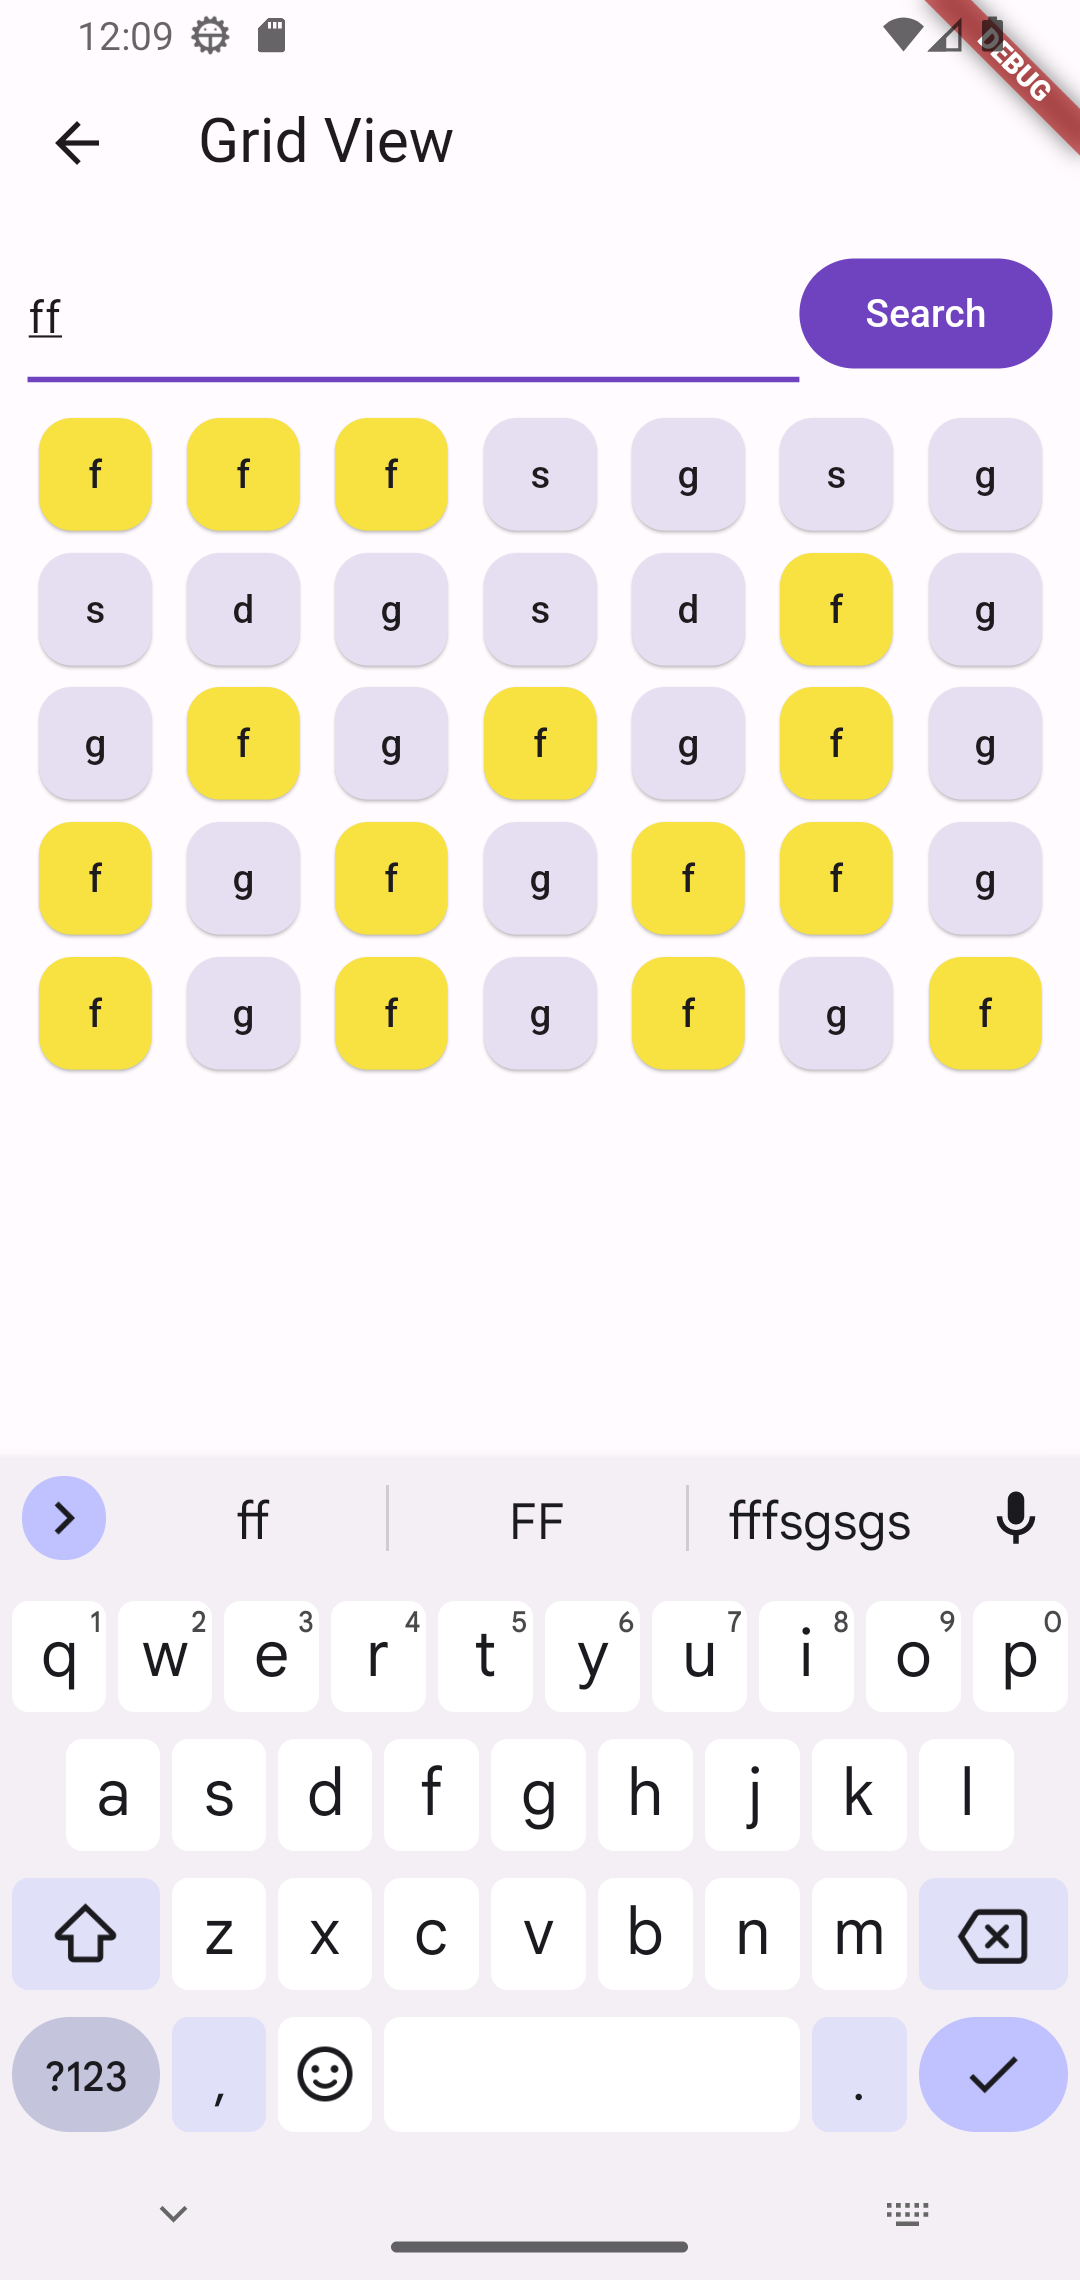 12:09
DEBUG
Grid View
ff
Search
f f f s g s g
s d g s d f g
g f g f g f g
f g f g f f g
f g f g f g f
ff FF fffsgsgs
q 1 w 2 e 3 r 4 t 5 y 6 u 7 i 8 o 9 p 0
a s d f g h j k l
z x c v b n m
?123 , .